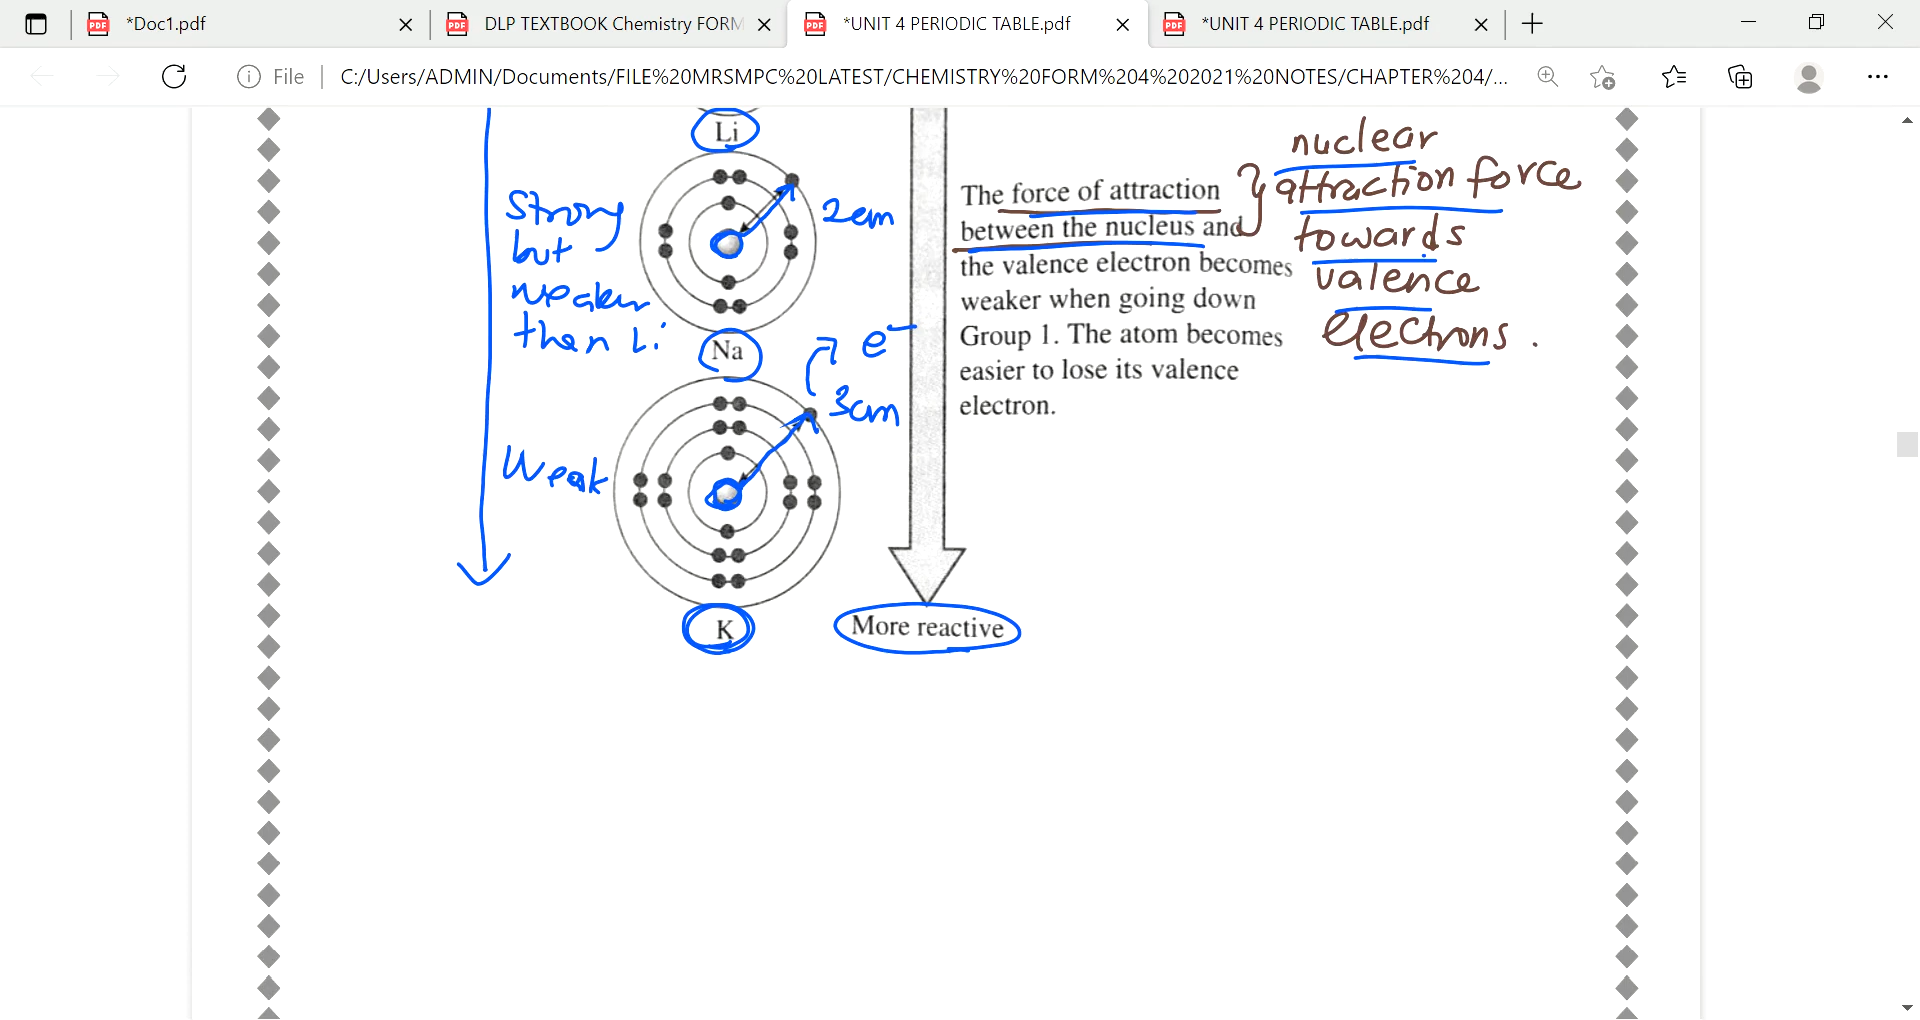 *Doc1.pdf
DLP TEXTBOOK Chemistry FORM
*UNIT 4 PERIODIC TABLE.pdf
*UNIT 4 PERIODIC TABLE.pdf
File
C:/Users/ADMIN/Documents/FILE%20MRSMPC%20LATEST/CHEMISTRY%20FORM%204%202021%20NOTES/CHAPTER%204/...
Li
Strong
but
weaker
than Li
2cm
Na
e-
3cm
Weak
K
The force of attraction
between the nucleus and
the valence electron becomes
weaker when going down
Group 1. The atom becomes
easier to lose its valence
electron.
nuclear
attraction force
towards
valence
electrons.
More reactive